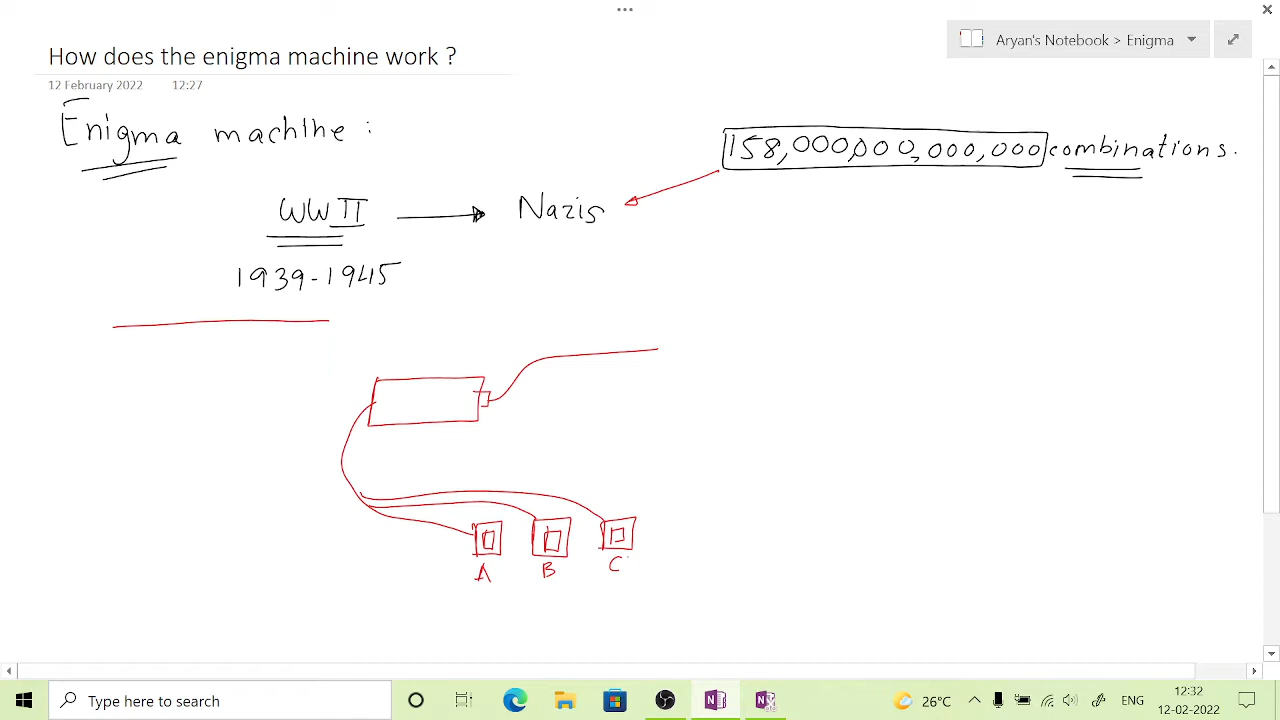 How does the enigma machine work ?
Aryan's Notebook > Enigma
12 February 2022 12:27
Enigma machine :
158,000,000,000,000 combinations.
WW II Nazis
1939-1945
A B C
Type here to search
26°C
ENG
12:32
12-02-2022